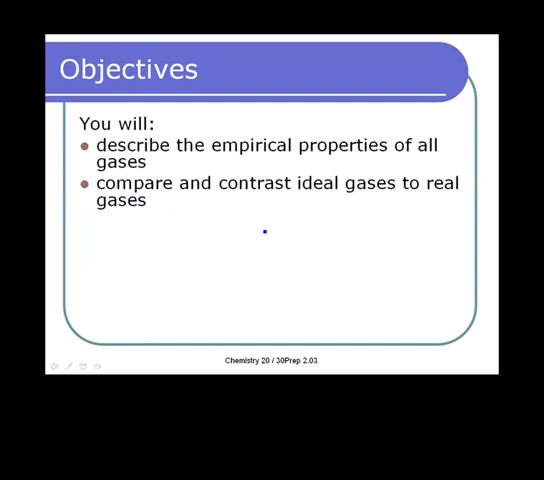 Objectives
You will:
describe the empirical properties of all
gases
compare and contrast ideal gases to real
gases
Chemistry 20 / 30Prep 2.03